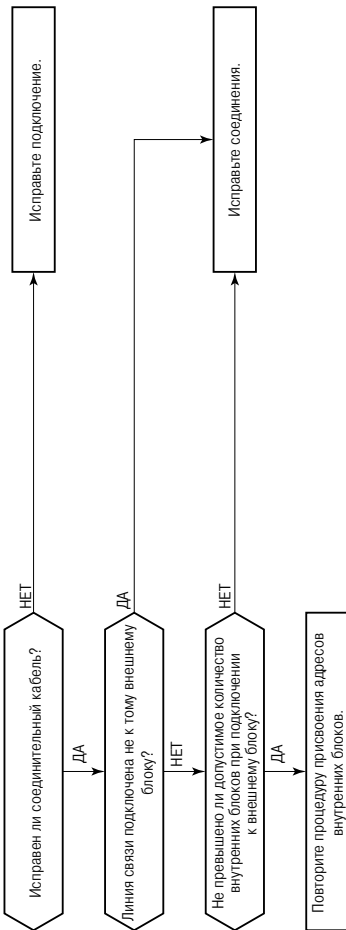 Исправен ли соединительный кабель?
НЕТ
Исправьте подключение.
ДА
Линия связи подключена не к тому внешнему
блоку?
ДА
НЕТ
Исправьте соединения.
Не превышено ли допустимое количество
внутренних блоков при подключении
к внешнему блоку?
НЕТ
ДА
Повторите процедуру присвоения адресов
внутренних блоков.